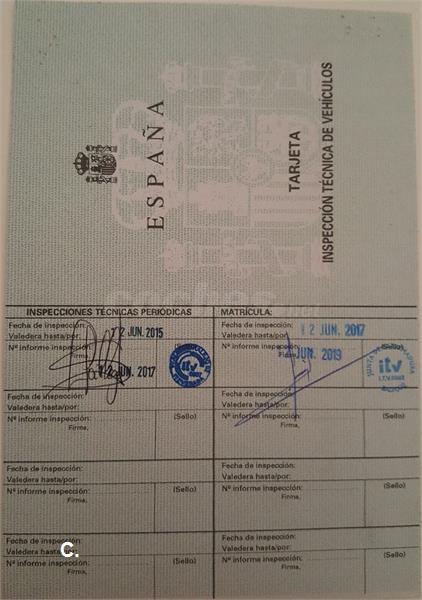 ESPAÑA
TARJETA
INSPECCIÓN TÉCNICA DE VEHÍCULOS
INSPECCIONES TÉCNICAS PERIÓDICAS
MATRÍCULA:
Fecha de inspección: 12 JUN. 2015
Valedera hasta/por:
Nº informe inspección:
12 JUN. 2017
itv
Fecha de inspección: 12 JUN. 2017
Valedera hasta/por:
Nº informe inspección:
Firma,
JUN. 2019
JUNTA DE EXTREMADURA
itv
Fecha de inspección:
Valedera hasta/por:
Nº informe inspección: (Sello)
Firma,
Fecha de inspección:
Valedera hasta/por:
Nº informe inspección: (Sello)
Firma,
Fecha de inspección:
Valedera hasta/por:
Nº informe inspección: (Sello)
Firma,
Fecha de inspección:
Valedera hasta/por:
Nº informe inspección: (Sello)
Firma,
Fecha de inspección:
Valedera hasta/por:
Nº informe inspección: (Sello)
Firma,
Fecha de inspección:
Valedera hasta/por:
Nº informe inspección: (Sello)
Firma,
C.